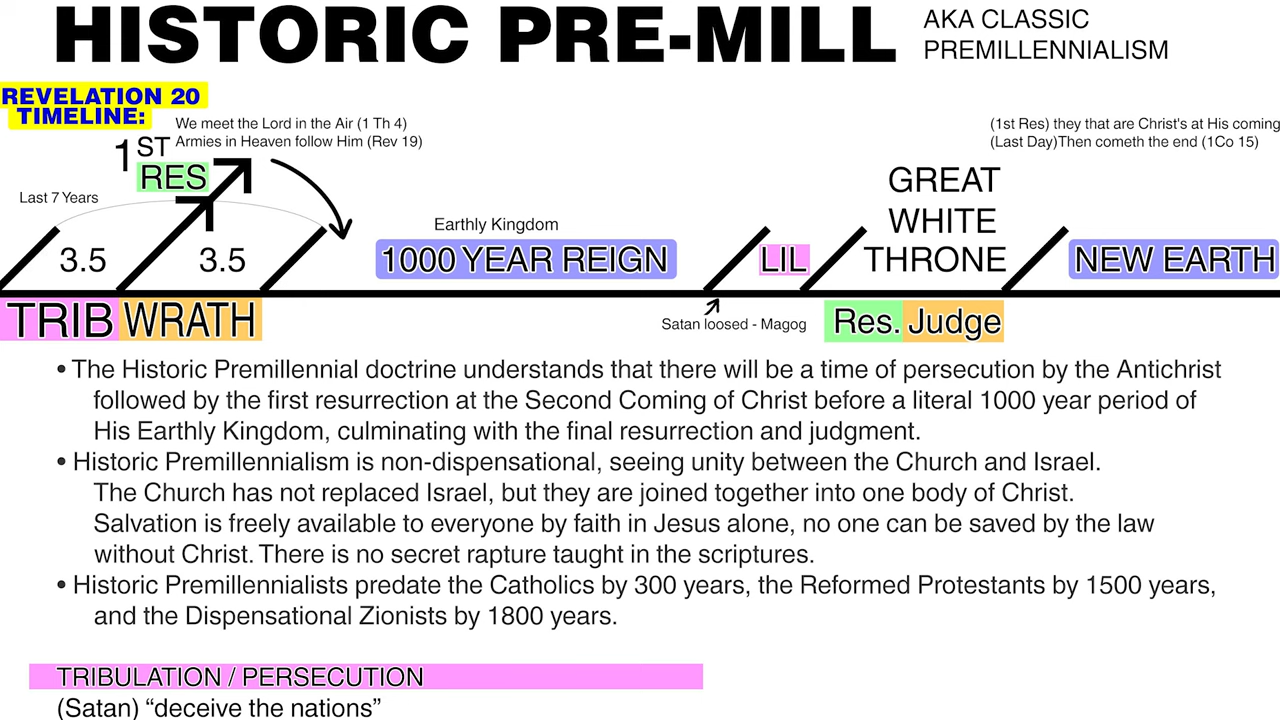 HISTORIC PRE-MILL
AKA CLASSIC
PREMILLENNIALISM
REVELATION 20
TIMELINE:
We meet the Lord in the Air (1 Th 4)
Armies in Heaven follow Him (Rev 19)
1ST
RES
(1st Res) they that are Christ's at His coming
(Last Day)Then cometh the end (1Co 15)
Last 7 Years
3.5
3.5
Earthly Kingdom
1000 YEAR REIGN
LIL
GREAT
WHITE
THRONE
NEW EARTH
TRIB WRATH
Satan loosed - Magog
Res. Judge
• The Historic Premillennial doctrine understands that there will be a time of persecution by the Antichrist
followed by the first resurrection at the Second Coming of Christ before a literal 1000 year period of
His Earthly Kingdom, culminating with the final resurrection and judgment.
• Historic Premillennialism is non-dispensational, seeing unity between the Church and Israel.
The Church has not replaced Israel, but they are joined together into one body of Christ.
Salvation is freely available to everyone by faith in Jesus alone, no one can be saved by the law
without Christ. There is no secret rapture taught in the scriptures.
• Historic Premillennialists predate the Catholics by 300 years, the Reformed Protestants by 1500 years,
and the Dispensational Zionists by 1800 years.
TRIBULATION / PERSECUTION
(Satan) “deceive the nations”